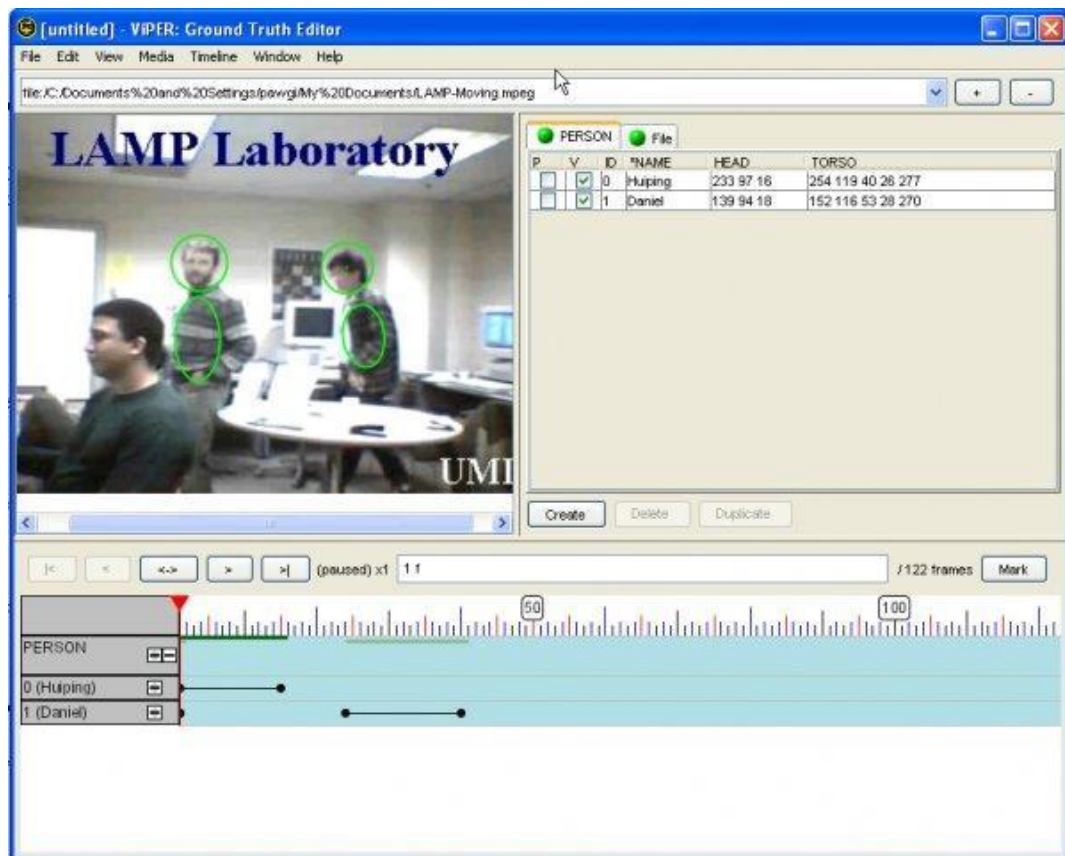 [untitled] - ViPER: Ground Truth Editor
File Edit View Media Timeline Window Help
file:/C:/Documents%20and%20Settings/pawgi/My%20Documents/LAMP-Moving.mpeg + -
LAMP Laboratory
UMI
PERSON File
P V ID *NAME HEAD TORSO
0 Huiping 233 97 16 254 119 40 26 277
1 Daniel 139 94 18 152 116 53 28 270
Create Delete Duplicate
|< < <-> > >| (paused) x1 1 f / 122 frames Mark
50 100
PERSON
0 (Huiping)
1 (Daniel)